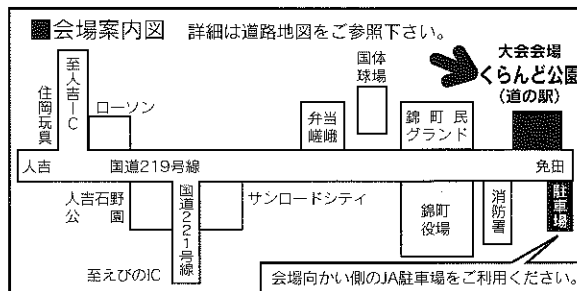 ■会場案内図 詳細は道路地図をご参照下さい。
大会会場
くらんど公園
(道の駅)
至人吉IC
住岡玩具
ローソン
弁当
嵯峨
国体
球場
錦町民
グランド
人吉 国道219号線 免田
人吉石野
公園
国道221号線
サンロードシティ
錦町
役場
消防署
駐車場
至えびのIC
会場向かい側のJA駐車場をご利用ください。